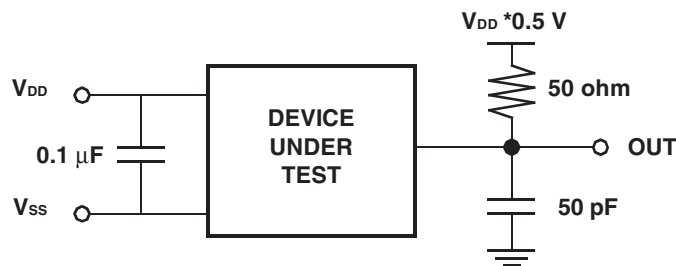 VDD *0.5 V
VDD
50 ohm
DEVICE
UNDER
TEST
0.1 μF
OUT
VSS
50 pF